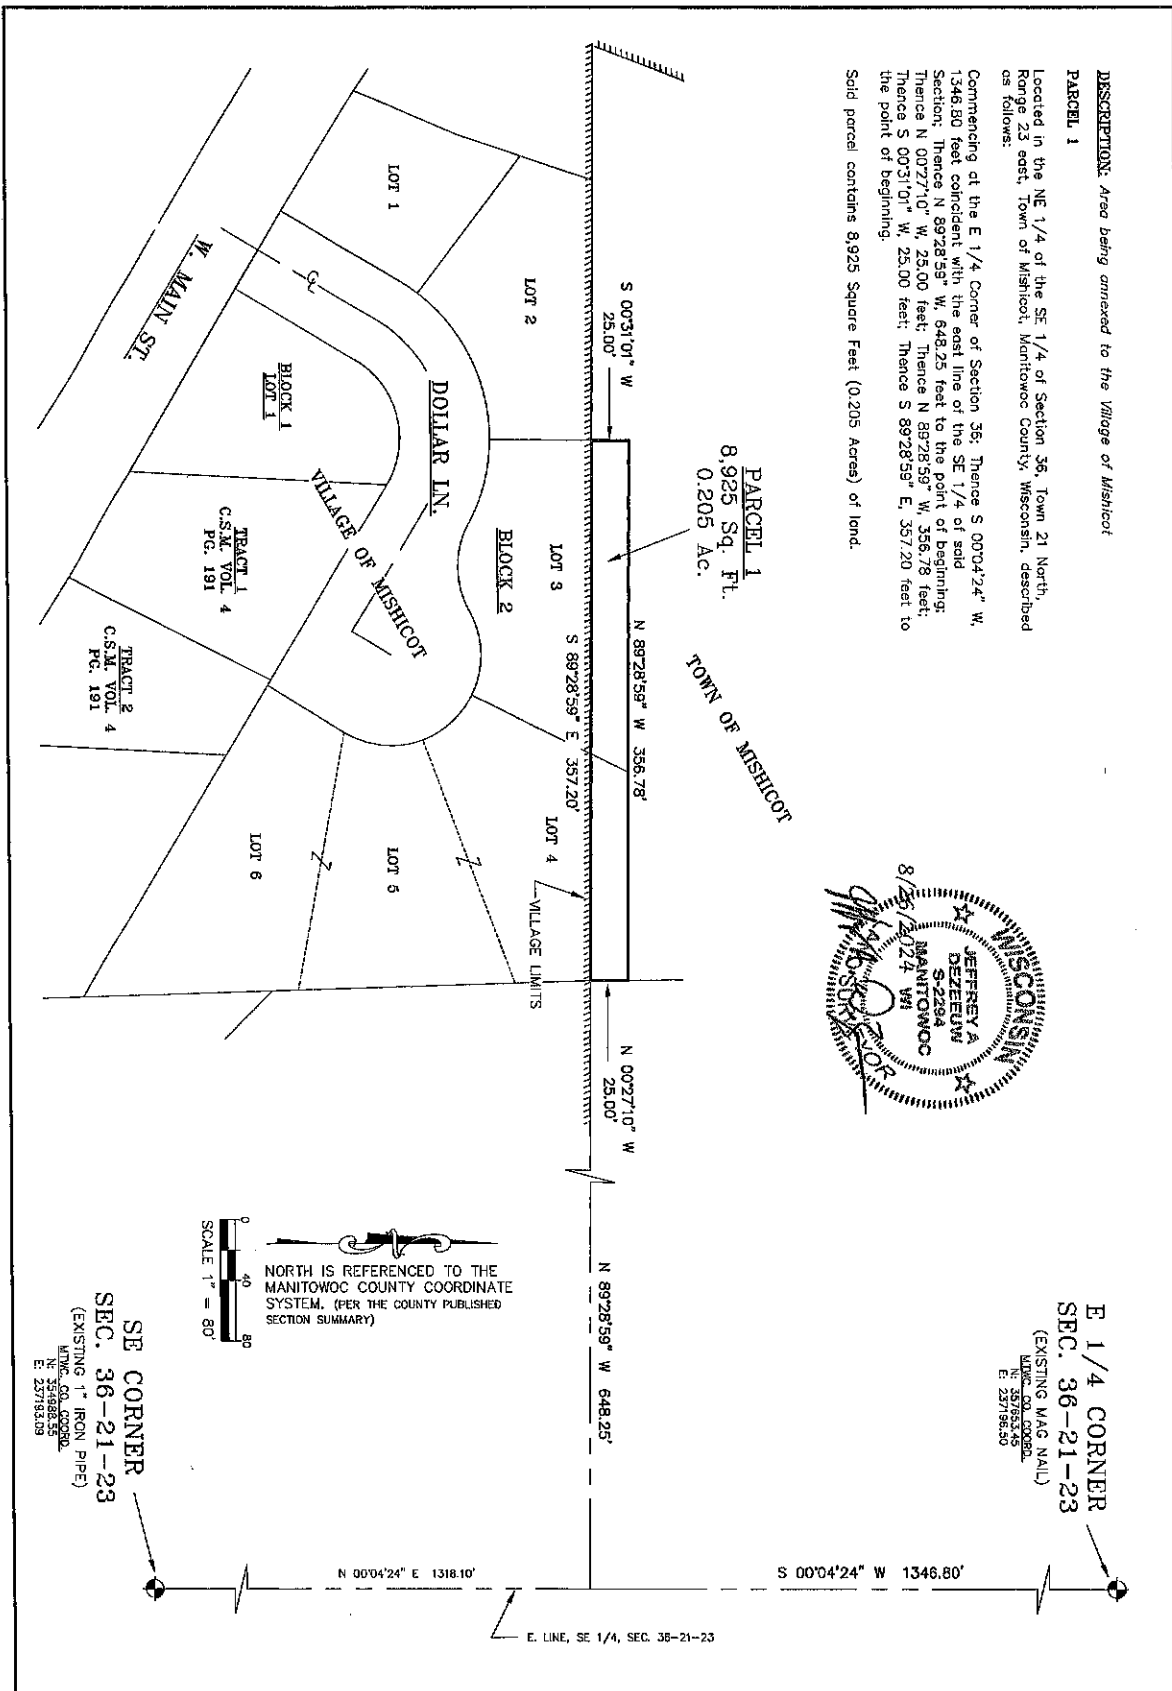 DESCRIPTION: Area being annexed to the Village of Mishicot
PARCEL 1
Located in the NE 1/4 of the SE 1/4 of Section 36, Town 21 North,
Range 23 east, Town of Mishicot, Manitowoc County, Wisconsin, described
as follows:
Commencing at the E 1/4 Corner of Section 36; Thence S 00°04'24" W,
1346.80 feet coincident with the east line of the SE 1/4 of said
Section; Thence N 89°28'59" W, 648.25 feet to the point of beginning;
Thence N 00°27'10" W, 25.00 feet; Thence N 89°28'59" W, 356.78 feet;
Thence S 00°31'01" W, 25.00 feet; Thence S 89°28'59" E, 357.20 feet to
the point of beginning.
Said parcel contains 8,925 Square Feet (0.205 Acres) of land.
WISCONSIN
JEFFREY A
DEZEEUW
S-2294
MANITOWOC
WI
SURVEYOR
8/26/2024
E 1/4 CORNER
SEC. 36-21-23
(EXISTING MAG NAIL)
MTWC. CO. COORD.
N: 357653.45
E: 237196.50
TOWN OF MISHICOT
PARCEL 1
8,925 Sq. Ft.
0.205 Ac.
S 00°31'01" W
25.00'
N 89°28'59" W 356.78'
S 89°28'59" E 357.20'
N 00°27'10" W
25.00'
N 89°28'59" W 648.25'
S 00°04'24" W 1346.80'
N 00°04'24" E 1318.10'
E. LINE, SE 1/4, SEC. 36-21-23
VILLAGE LIMITS
LOT 1
LOT 2
LOT 3
BLOCK 2
LOT 4
LOT 5
LOT 6
DOLLAR LN.
VILLAGE OF MISHICOT
BLOCK 1
LOT 1
TRACT 1
C.S.M. VOL. 4
PG. 191
TRACT 2
C.S.M. VOL. 4
PG. 191
W. MAIN ST.
CL
NORTH IS REFERENCED TO THE
MANITOWOC COUNTY COORDINATE
SYSTEM. (PER THE COUNTY PUBLISHED
SECTION SUMMARY)
0 40 80
SCALE 1" = 80'
SE CORNER
SEC. 36-21-23
(EXISTING 1" IRON PIPE)
MTWC. CO. COORD.
N: 354988.55
E: 237193.09